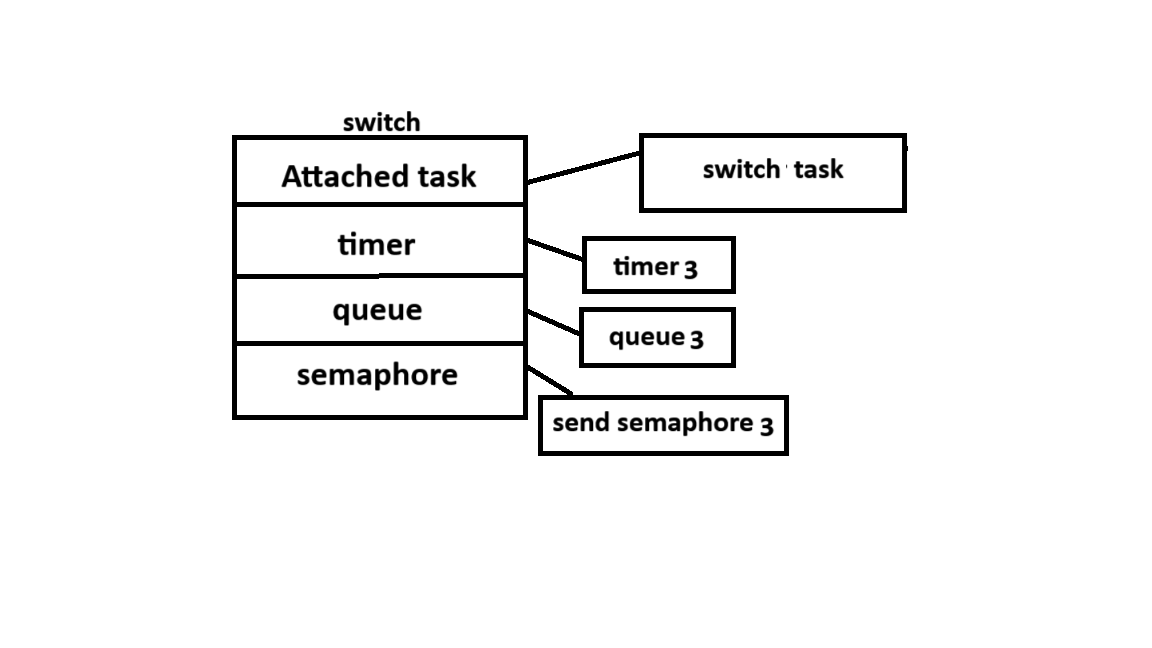 switch
Attached task
switch task
timer
timer 3
queue
queue 3
semaphore
send semaphore 3